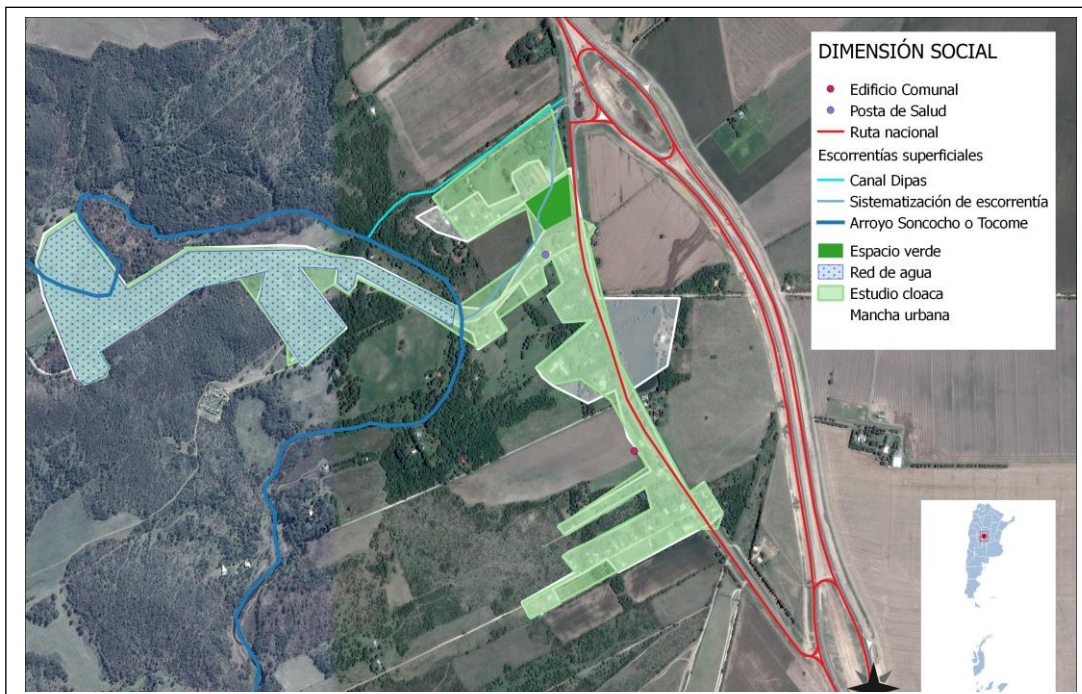 DIMENSIÓN SOCIAL
Edificio Comunal
Posta de Salud
Ruta nacional
Escorrentías superficiales
Canal Dipas
Sistematización de escorrentía
Arroyo Soncocho o Tocome
Espacio verde
Red de agua
Estudio cloaca
Mancha urbana